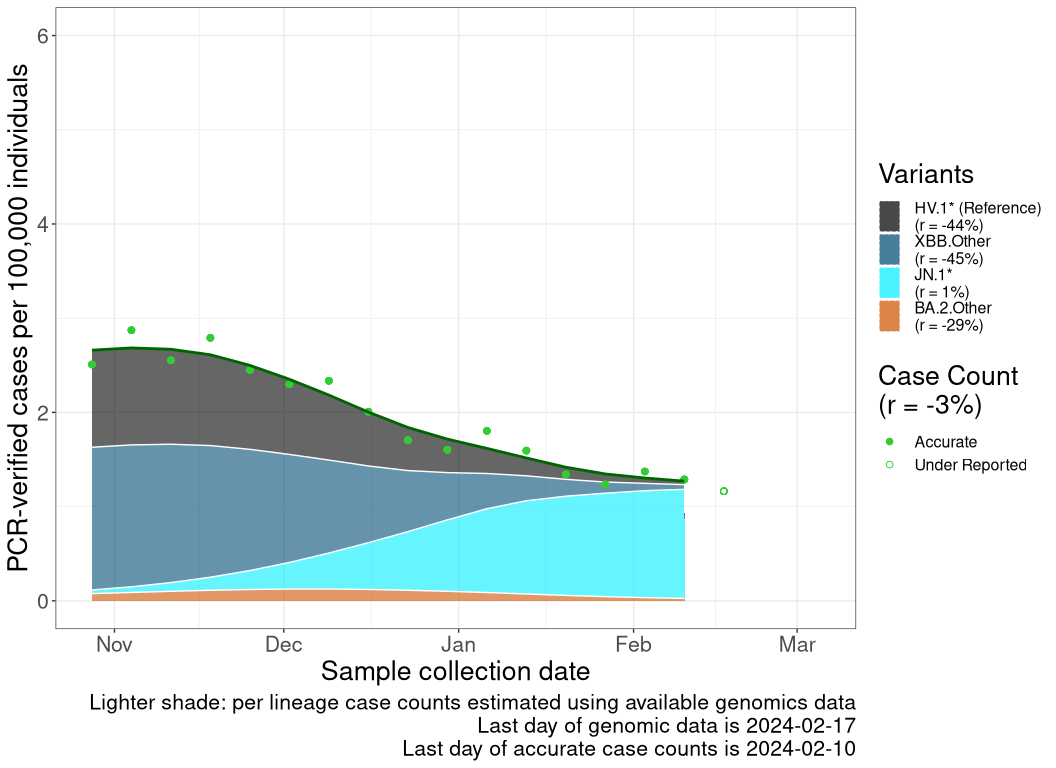 PCR-verified cases per 100,000 individuals
6
4
2
0
Nov
Dec
Jan
Feb
Mar
Sample collection date
Lighter shade: per lineage case counts estimated using available genomics data
Last day of genomic data is 2024-02-17
Last day of accurate case counts is 2024-02-10
Variants
HV.1* (Reference)
(r = -44%)
XBB.Other
(r = -45%)
JN.1*
(r = 1%)
BA.2.Other
(r = -29%)
Case Count
(r = -3%)
Accurate
Under Reported